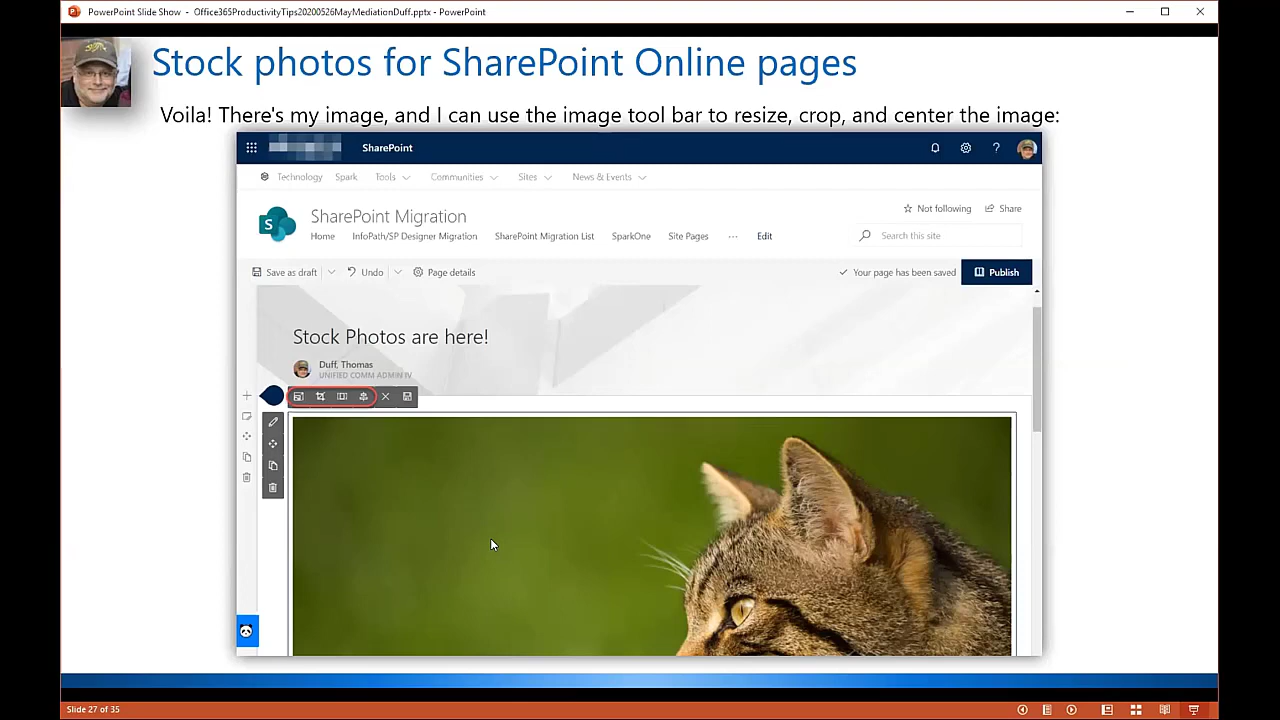 PowerPoint Slide Show - Office365ProductivityTips20200526MayMediationDuff.pptx - PowerPoint
Stock photos for SharePoint Online pages
Voila! There's my image, and I can use the image tool bar to resize, crop, and center the image:
SharePoint
Technology Spark Tools Communities Sites News & Events
Not following Share
S SharePoint Migration
Home InfoPath/SP Designer Migration SharePoint Migration List SparkOne Site Pages ··· Edit
Search this site
Save as draft Undo Page details Your page has been saved Publish
Stock Photos are here!
Duff, Thomas
UNIFIED COMM ADMIN IV
Slide 27 of 35